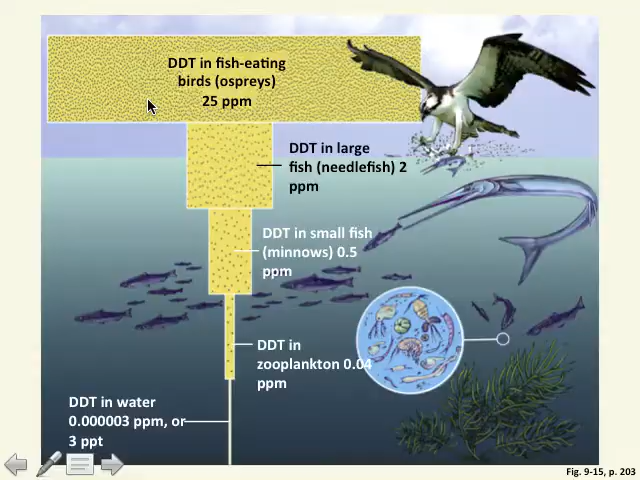 DDT in fish-eating
birds (ospreys)
25 ppm
DDT in large
fish (needlefish) 2
ppm
DDT in small fish
(minnows) 0.5
ppm
DDT in
zooplankton 0.04
ppm
DDT in water
0.000003 ppm, or
3 ppt
Fig. 9-15, p. 203